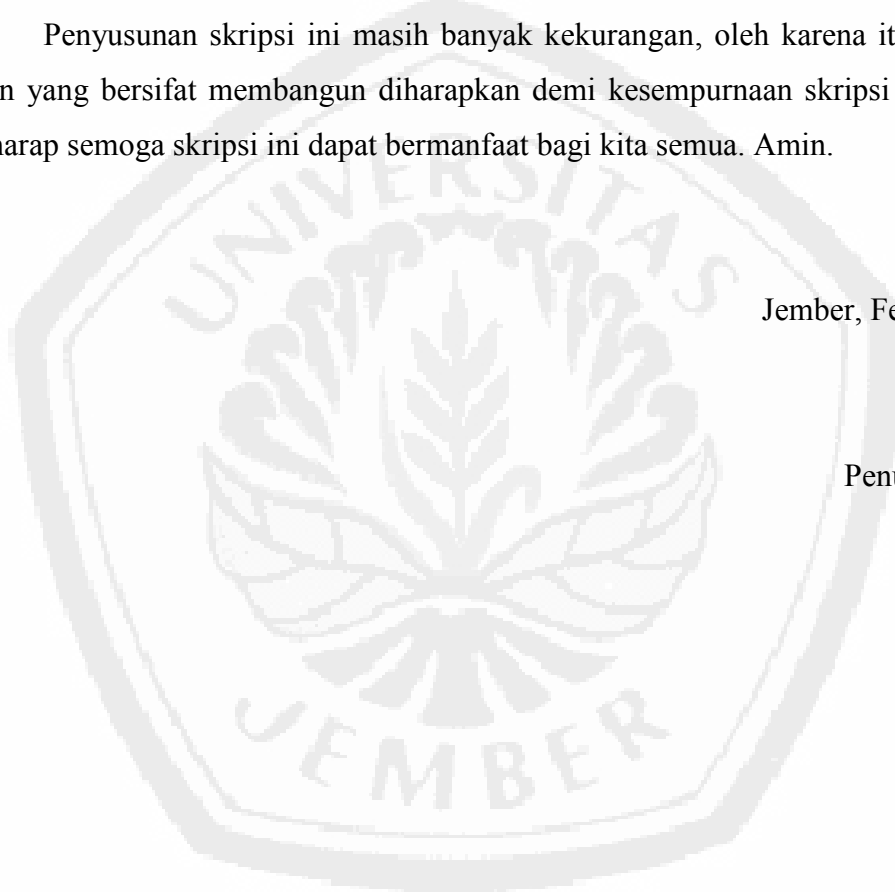 Penyusunan skripsi ini masih banyak kekurangan, oleh karena it
n yang bersifat membangun diharapkan demi kesempurnaan skripsi
harap semoga skripsi ini dapat bermanfaat bagi kita semua. Amin.
UNIVERSITAS
Jember, Fe
Penu
JEMBER